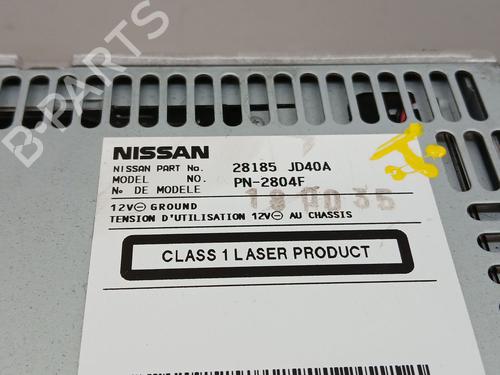 NISSAN
NISSAN PART No. 28185 JD40A
MODEL NO. PN-2804F
No DE MODELE
12V⊖ GROUND
TENSION D'UTILISATION 12V⊖ AU CHASSIS
CLASS 1 LASER PRODUCT
B-PARTS